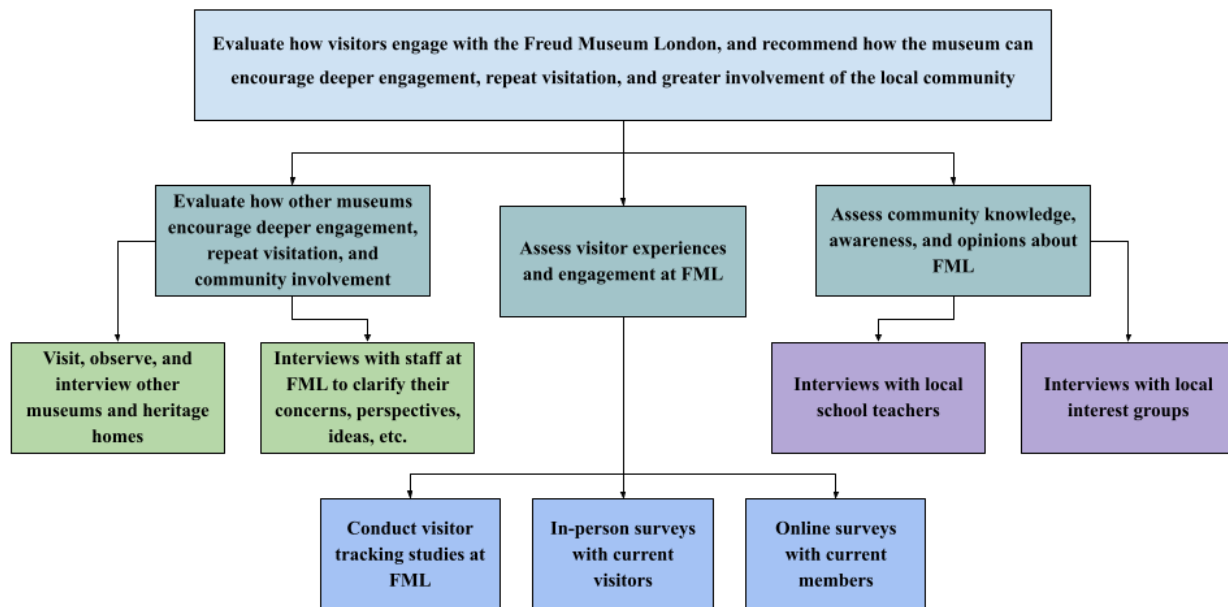 Evaluate how visitors engage with the Freud Museum London, and recommend how the museum can
encourage deeper engagement, repeat visitation, and greater involvement of the local community
Evaluate how other museums
encourage deeper engagement,
repeat visitation, and
community involvement
Assess visitor experiences
and engagement at FML
Assess community knowledge,
awareness, and opinions about
FML
Visit, observe, and
interview other
museums and heritage
homes
Interviews with staff at
FML to clarify their
concerns, perspectives,
ideas, etc.
Interviews with local
school teachers
Interviews with local
interest groups
Conduct visitor
tracking studies at
FML
In-person surveys
with current
visitors
Online surveys
with current
members